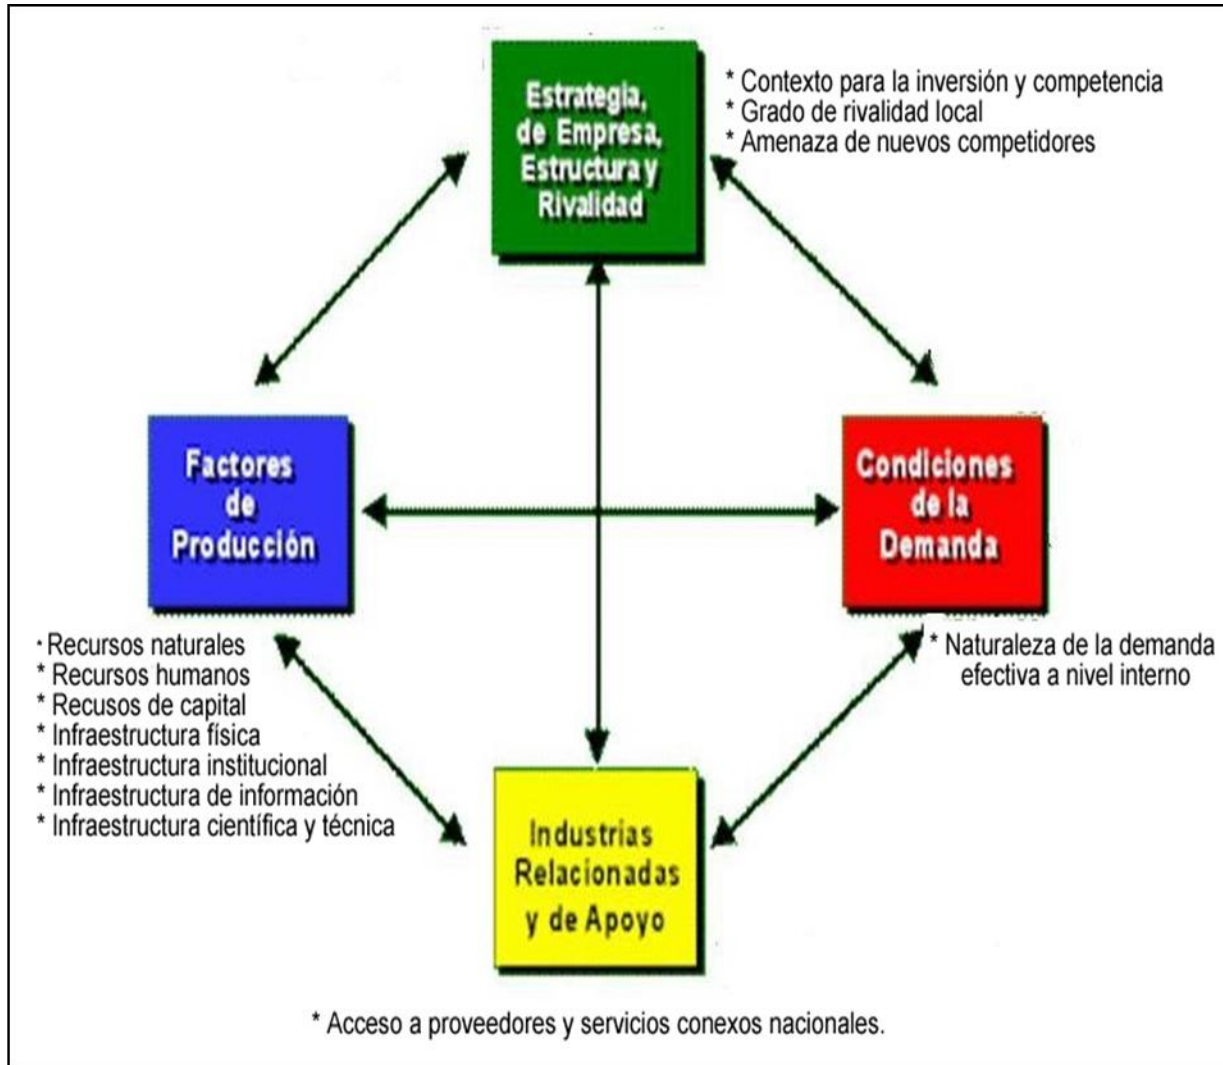 Estrategia,
de Empresa,
Estructura y
Rivalidad
* Contexto para la inversión y competencia
* Grado de rivalidad local
* Amenaza de nuevos competidores
Factores
de
Producción
Condiciones
de la
Demanda
* Recursos naturales
* Recursos humanos
* Recusos de capital
* Infraestructura física
* Infraestructura institucional
* Infraestructura de información
* Infraestructura científica y técnica
* Naturaleza de la demanda
efectiva a nivel interno
Industrias
Relacionadas
y de Apoyo
* Acceso a proveedores y servicios conexos nacionales.